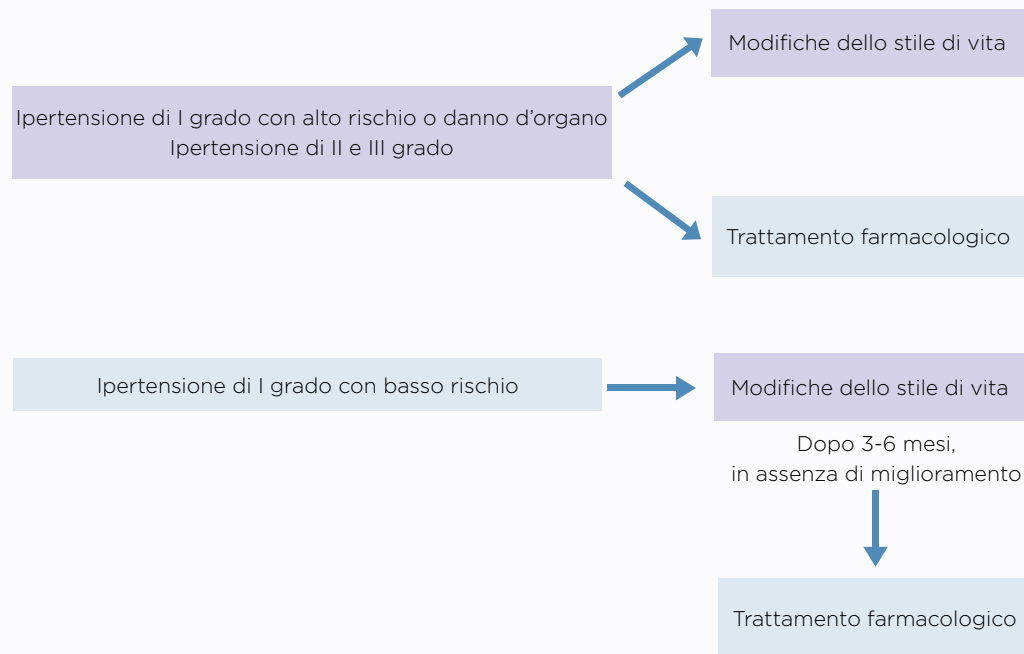 Modifiche dello stile di vita
Ipertensione di I grado con alto rischio o danno d’organo
Ipertensione di II e III grado
Trattamento farmacologico
Ipertensione di I grado con basso rischio
Modifiche dello stile di vita
Dopo 3-6 mesi,
in assenza di miglioramento
Trattamento farmacologico